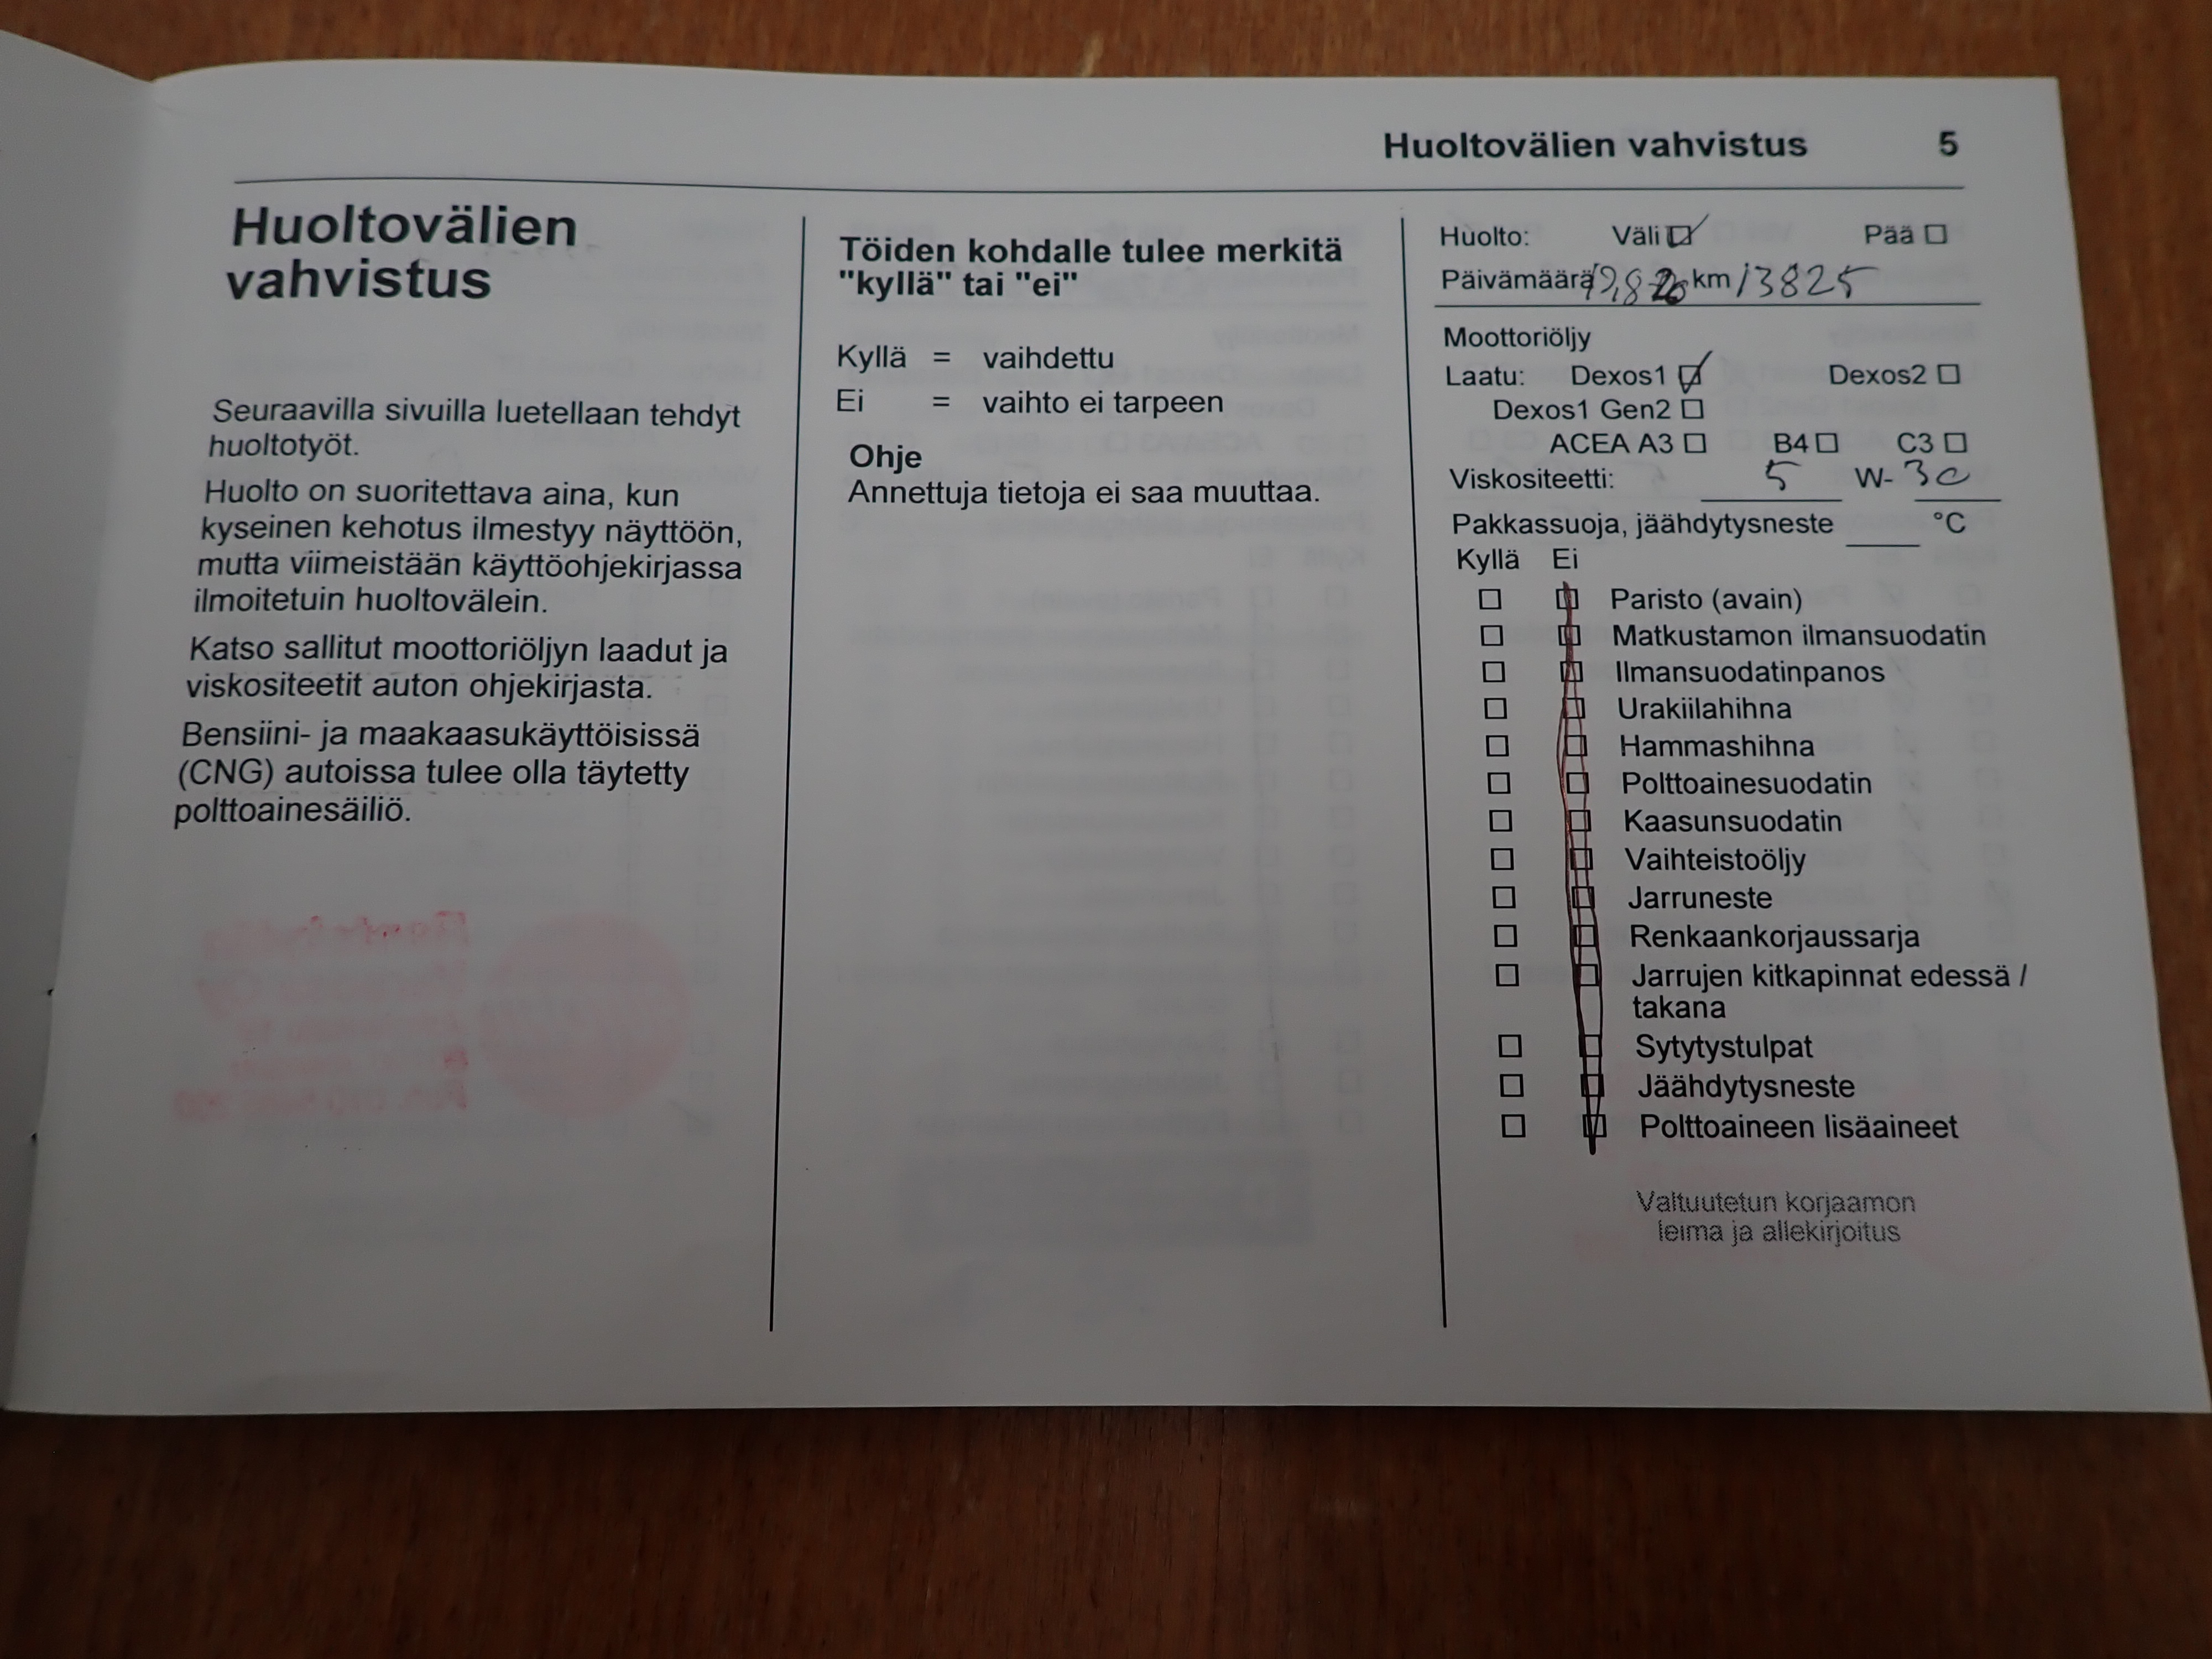 Huoltovälien vahvistus 5
Huoltovälien
vahvistus
Seuraavilla sivuilla luetellaan tehdyt
huoltotyöt.
Huolto on suoritettava aina, kun
kyseinen kehotus ilmestyy näyttöön,
mutta viimeistään käyttöohjekirjassa
ilmoitetuin huoltovälein.
Katso sallitut moottoriöljyn laadut ja
viskositeetit auton ohjekirjasta.
Bensiini- ja maakaasukäyttöisissä
(CNG) autoissa tulee olla täytetty
polttoainesäiliö.
Töiden kohdalle tulee merkitä
"kyllä" tai "ei"
Kyllä = vaihdettu
Ei = vaihto ei tarpeen
Ohje
Annettuja tietoja ei saa muuttaa.
Huolto: Väli Pää
Päivämäärä km 13825
Moottoriöljy
Laatu: Dexos1 Dexos2
Dexos1 Gen2
ACEA A3 B4 C3
Viskositeetti: 5 W- 30
Pakkassuoja, jäähdytysneste °C
Kyllä Ei
Paristo (avain)
Matkustamon ilmansuodatin
Ilmansuodatinpanos
Urakiilahihna
Hammashihna
Polttoainesuodatin
Kaasunsuodatin
Vaihteistoöljy
Jarruneste
Renkaankorjaussarja
Jarrujen kitkapinnat edessä /
takana
Sytytystulpat
Jäähdytysneste
Polttoaineen lisäaineet
Valtuutetun korjaamon
leima ja allekirjoitus